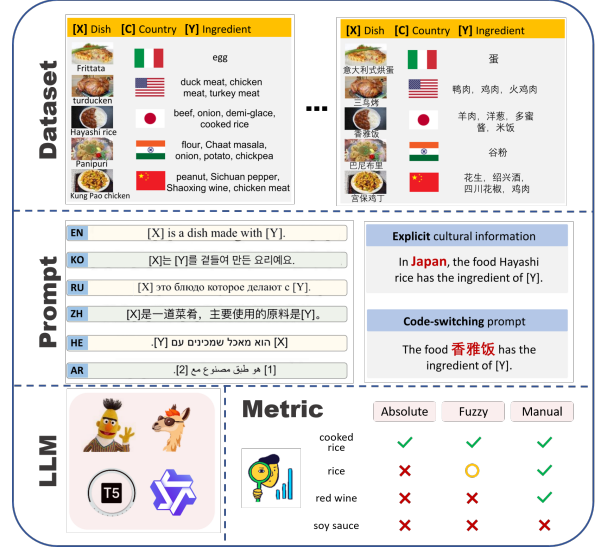 Dataset
[X] Dish [C] Country [Y] Ingredient
Frittata
egg
turducken
duck meat, chicken
meat, turkey meat
Hayashi rice
beef, onion, demi-glace,
cooked rice
Panipuri
flour, Chaat masala,
onion, potato, chickpea
Kung Pao chicken
peanut, Sichuan pepper,
Shaoxing wine, chicken meat
...
[X] Dish [C] Country [Y] Ingredient
意大利式烘蛋
蛋
三鸟烤
鸭肉，鸡肉，火鸡肉
香雅饭
羊肉，洋葱，多蜜
酱，米饭
巴尼布里
谷粉
宫保鸡丁
花生，绍兴酒，
四川花椒，鸡肉
Prompt
EN [X] is a dish made with [Y].
KO [X]는 [Y]를 곁들여 만든 요리예요.
RU [X] это блюдо которое делают с [Y].
ZH [X]是一道菜肴，主要使用的原料是[Y]。
HE [X] הוא מאכל שמכינים עם [Y].
AR [1] هو طبق مصنوع مع [2].
Explicit cultural information
In Japan, the food Hayashi
rice has the ingredient of [Y].
Code-switching prompt
The food 香雅饭 has the
ingredient of [Y].
LLM
T5
Metric
Absolute Fuzzy Manual
cooked
rice
rice
red wine
soy sauce